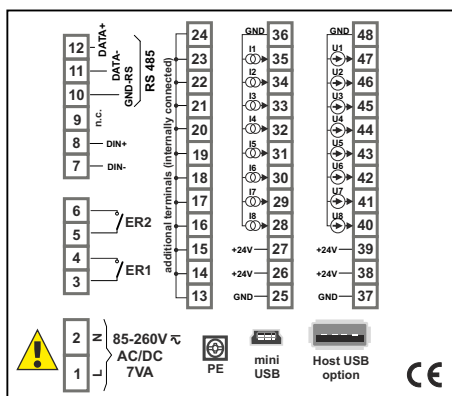 12 DATA+
11 DATA-
10 GND-RS
RS 485
9 n.c.
8 DIN+
7 DIN-
6
5
ER2
4
3
ER1
2 N
1 L
85-260V
AC/DC
7VA
24
23
22
21
20
19
18
17
16
15
14
13
additional terminals (internally connected)
GND 36
I1 35
I2 34
I3 33
I4 32
I5 31
I6 30
I7 29
I8 28
+24V 27
+24V 26
GND 25
GND 48
U1 47
U2 46
U3 45
U4 44
U5 43
U6 42
U7 41
U8 40
+24V 39
+24V 38
GND 37
PE
mini
USB
Host USB
option
CE